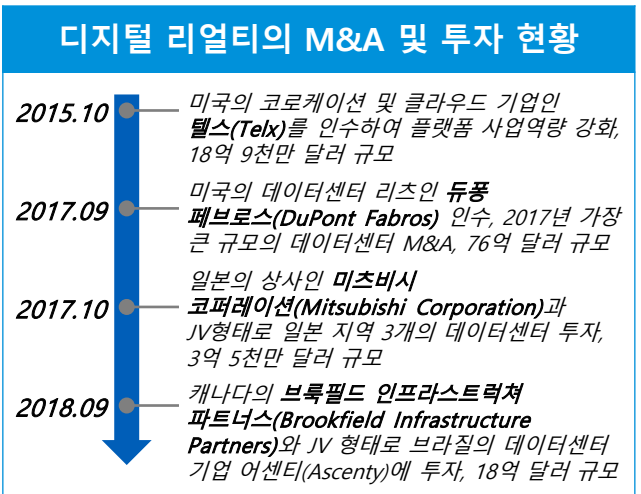 디지털 리얼티의 M&A 및 투자 현황
2015.10
미국의 코로케이션 및 클라우드 기업인
텔스(Telx)를 인수하여 플랫폼 사업역량 강화,
18억 9천만 달러 규모
2017.09
미국의 데이터센터 리츠인 듀퐁
페브로스(DuPont Fabros) 인수, 2017년 가장
큰 규모의 데이터센터 M&A, 76억 달러 규모
2017.10
일본의 상사인 미츠비시
코퍼레이션(Mitsubishi Corporation)과
JV형태로 일본 지역 3개의 데이터센터 투자,
3억 5천만 달러 규모
2018.09
캐나다의 브룩필드 인프라스트럭쳐
파트너스(Brookfield Infrastructure
Partners)와 JV 형태로 브라질의 데이터센터
기업 어센티(Ascenty)에 투자, 18억 달러 규모